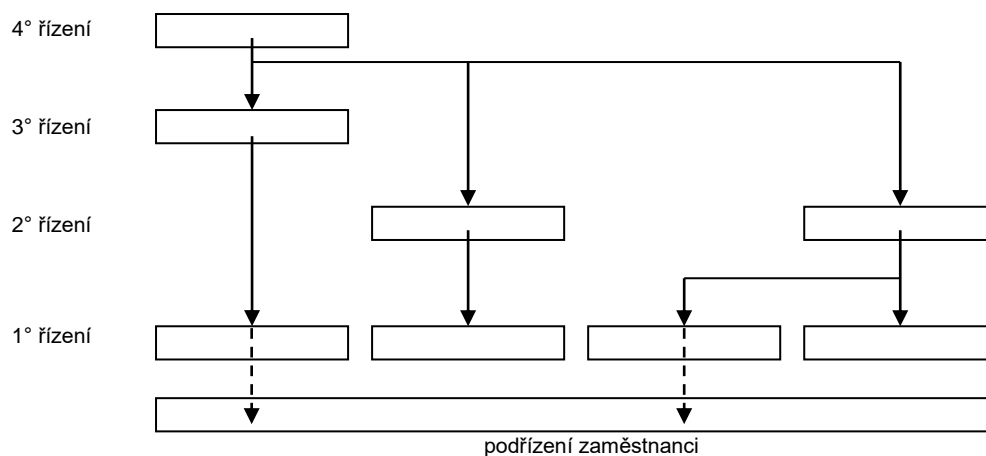 4° řízení
3° řízení
2° řízení
1° řízení
podřízení zaměstnanci